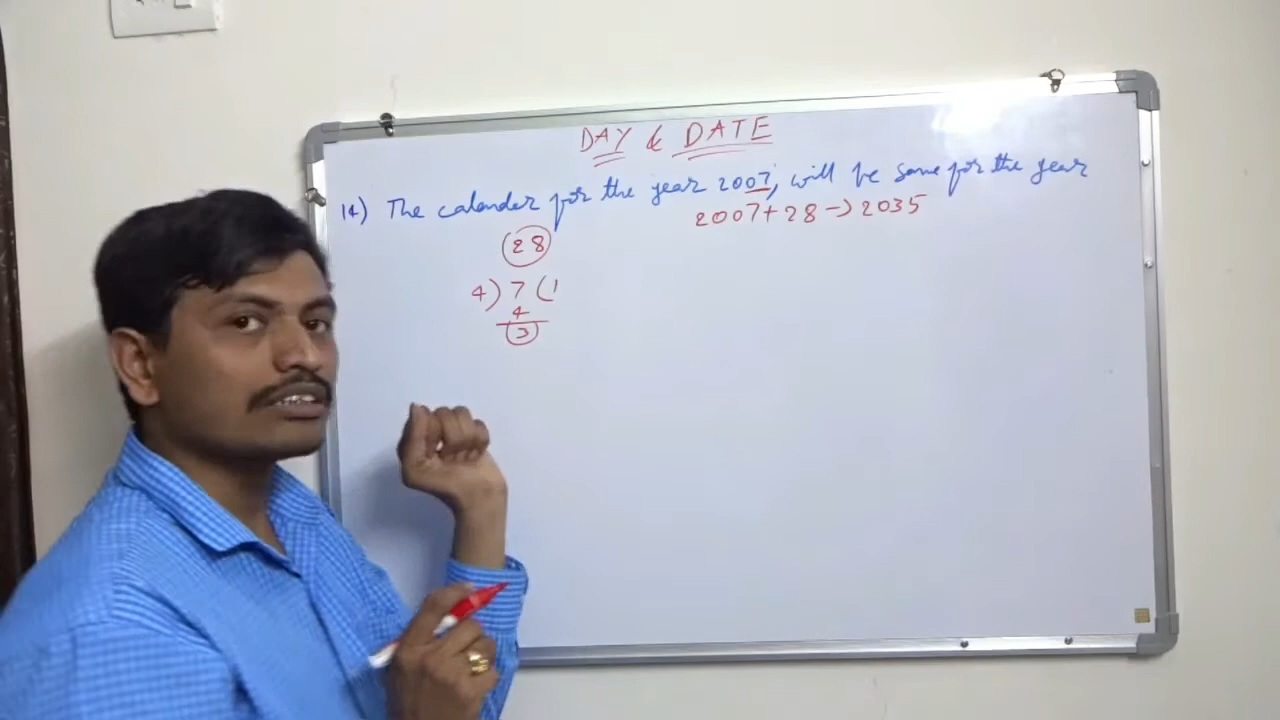 DAY & DATE
14) The calander for the year 2007, will be same for the year
2007+28→2035
28
4) 7 (1
4
3